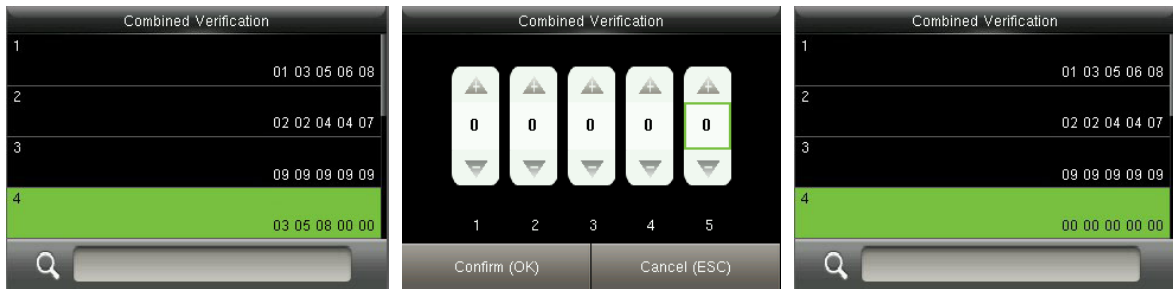 Combined Verification
1
01 03 05 06 08
2
02 02 04 04 07
3
09 09 09 09 09
4
03 05 08 00 00
Combined Verification
0 0 0 0 0
1 2 3 4 5
Confirm (OK) Cancel (ESC)
Combined Verification
1
01 03 05 06 08
2
02 02 04 04 07
3
09 09 09 09 09
4
00 00 00 00 00